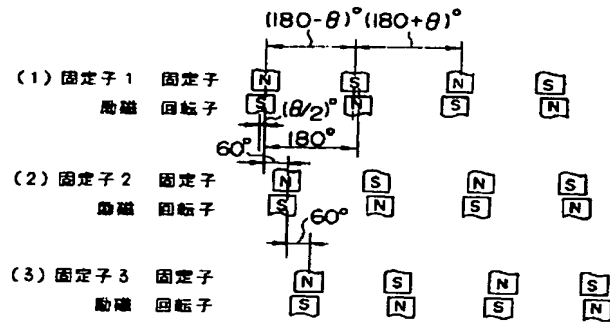 (180-θ)° (180+θ)°
(1) 固定子1 固定子 N S N S
励磁 回転子 S N S N
(θ/2)°
180°
60°
(2) 固定子2 固定子 N S N S
励磁 回転子 S N S N
60°
(3) 固定子3 固定子 N S N S
励磁 回転子 S N S N